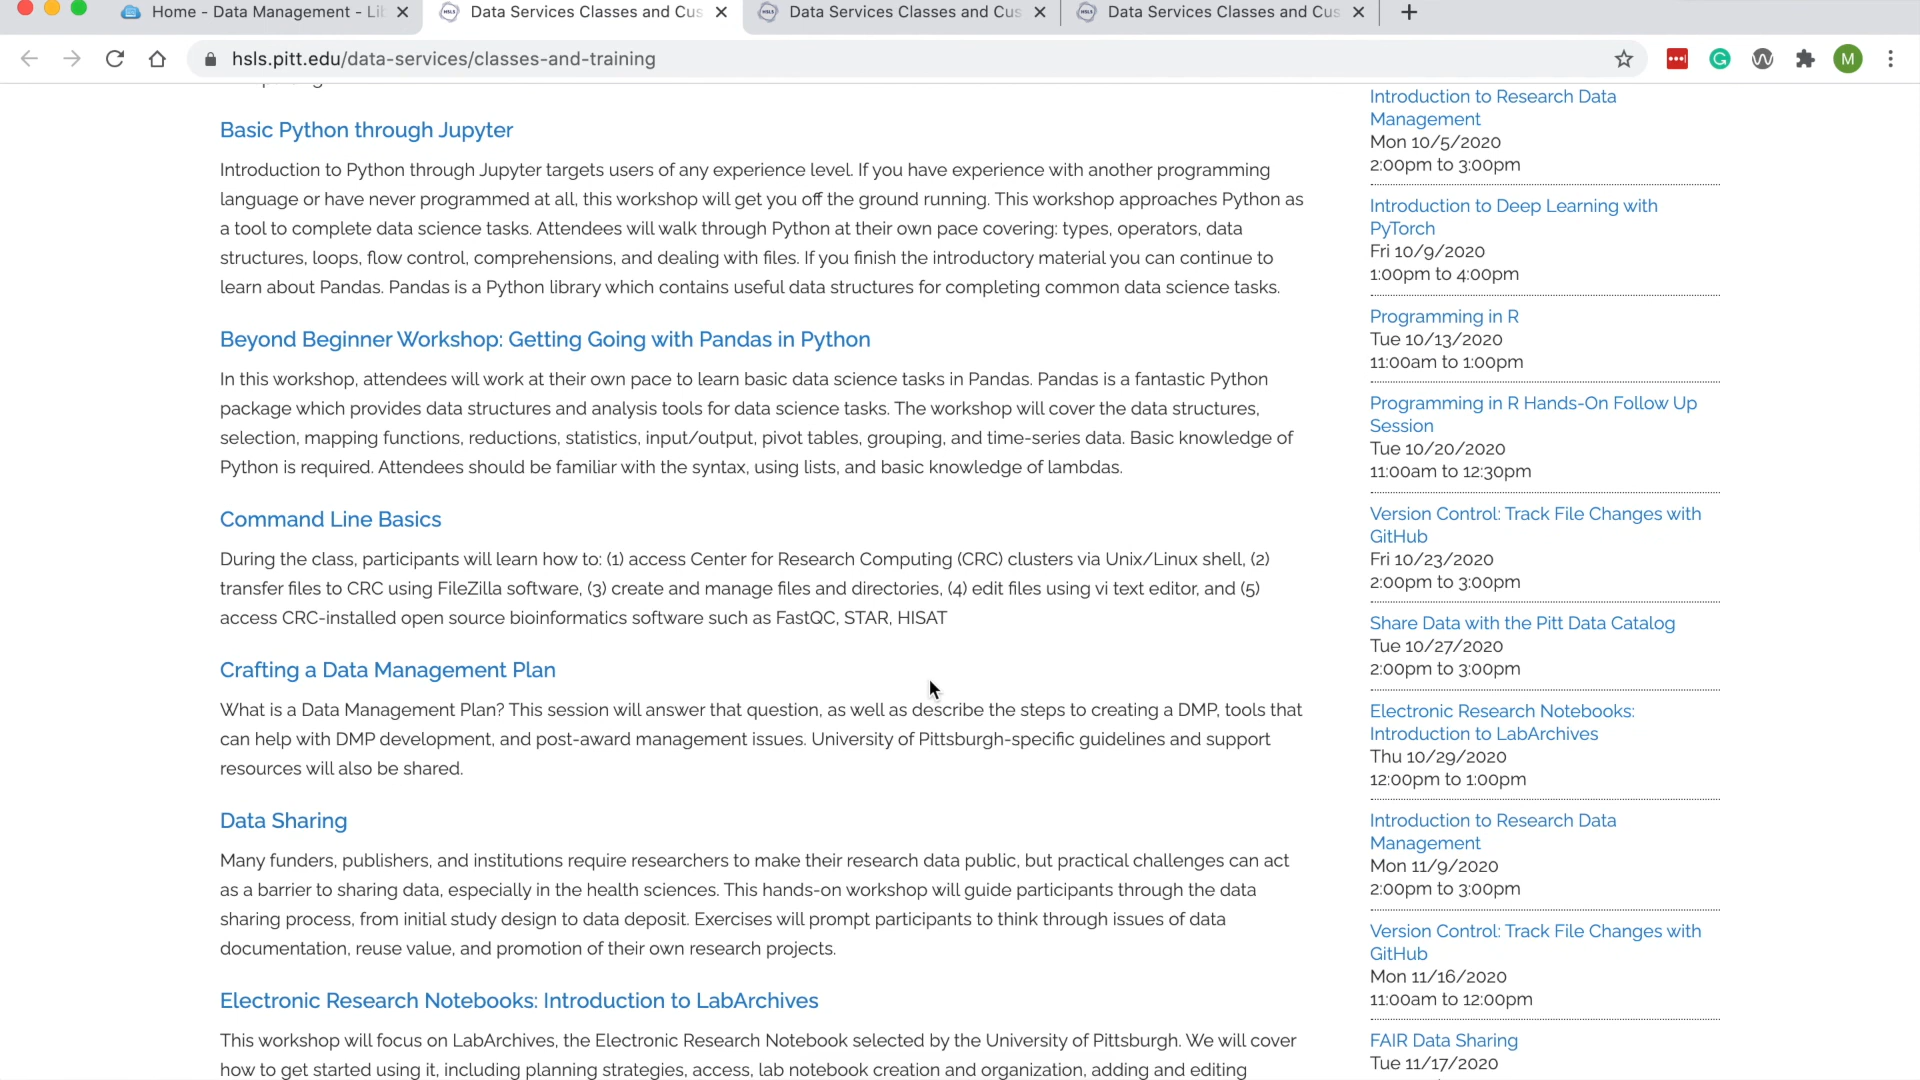 Home - Data Management - Lib
Data Services Classes and Cus
Data Services Classes and Cus
Data Services Classes and Cus
hsls.pitt.edu/data-services/classes-and-training
M
Basic Python through Jupyter
Introduction to Python through Jupyter targets users of any experience level. If you have experience with another programming
language or have never programmed at all, this workshop will get you off the ground running. This workshop approaches Python as
a tool to complete data science tasks. Attendees will walk through Python at their own pace covering: types, operators, data
structures, loops, flow control, comprehensions, and dealing with files. If you finish the introductory material you can continue to
learn about Pandas. Pandas is a Python library which contains useful data structures for completing common data science tasks.
Beyond Beginner Workshop: Getting Going with Pandas in Python
In this workshop, attendees will work at their own pace to learn basic data science tasks in Pandas. Pandas is a fantastic Python
package which provides data structures and analysis tools for data science tasks. The workshop will cover the data structures,
selection, mapping functions, reductions, statistics, input/output, pivot tables, grouping, and time-series data. Basic knowledge of
Python is required. Attendees should be familiar with the syntax, using lists, and basic knowledge of lambdas.
Command Line Basics
During the class, participants will learn how to: (1) access Center for Research Computing (CRC) clusters via Unix/Linux shell, (2)
transfer files to CRC using FileZilla software, (3) create and manage files and directories, (4) edit files using vi text editor, and (5)
access CRC-installed open source bioinformatics software such as FastQC, STAR, HISAT
Crafting a Data Management Plan
What is a Data Management Plan? This session will answer that question, as well as describe the steps to creating a DMP, tools that
can help with DMP development, and post-award management issues. University of Pittsburgh-specific guidelines and support
resources will also be shared.
Data Sharing
Many funders, publishers, and institutions require researchers to make their research data public, but practical challenges can act
as a barrier to sharing data, especially in the health sciences. This hands-on workshop will guide participants through the data
sharing process, from initial study design to data deposit. Exercises will prompt participants to think through issues of data
documentation, reuse value, and promotion of their own research projects.
Electronic Research Notebooks: Introduction to LabArchives
This workshop will focus on LabArchives, the Electronic Research Notebook selected by the University of Pittsburgh. We will cover
how to get started using it, including planning strategies, access, lab notebook creation and organization, adding and editing
Introduction to Research Data
Management
Mon 10/5/2020
2:00pm to 3:00pm
Introduction to Deep Learning with
PyTorch
Fri 10/9/2020
1:00pm to 4:00pm
Programming in R
Tue 10/13/2020
11:00am to 1:00pm
Programming in R Hands-On Follow Up
Session
Tue 10/20/2020
11:00am to 12:30pm
Version Control: Track File Changes with
GitHub
Fri 10/23/2020
2:00pm to 3:00pm
Share Data with the Pitt Data Catalog
Tue 10/27/2020
2:00pm to 3:00pm
Electronic Research Notebooks:
Introduction to LabArchives
Thu 10/29/2020
12:00pm to 1:00pm
Introduction to Research Data
Management
Mon 11/9/2020
2:00pm to 3:00pm
Version Control: Track File Changes with
GitHub
Mon 11/16/2020
11:00am to 12:00pm
FAIR Data Sharing
Tue 11/17/2020